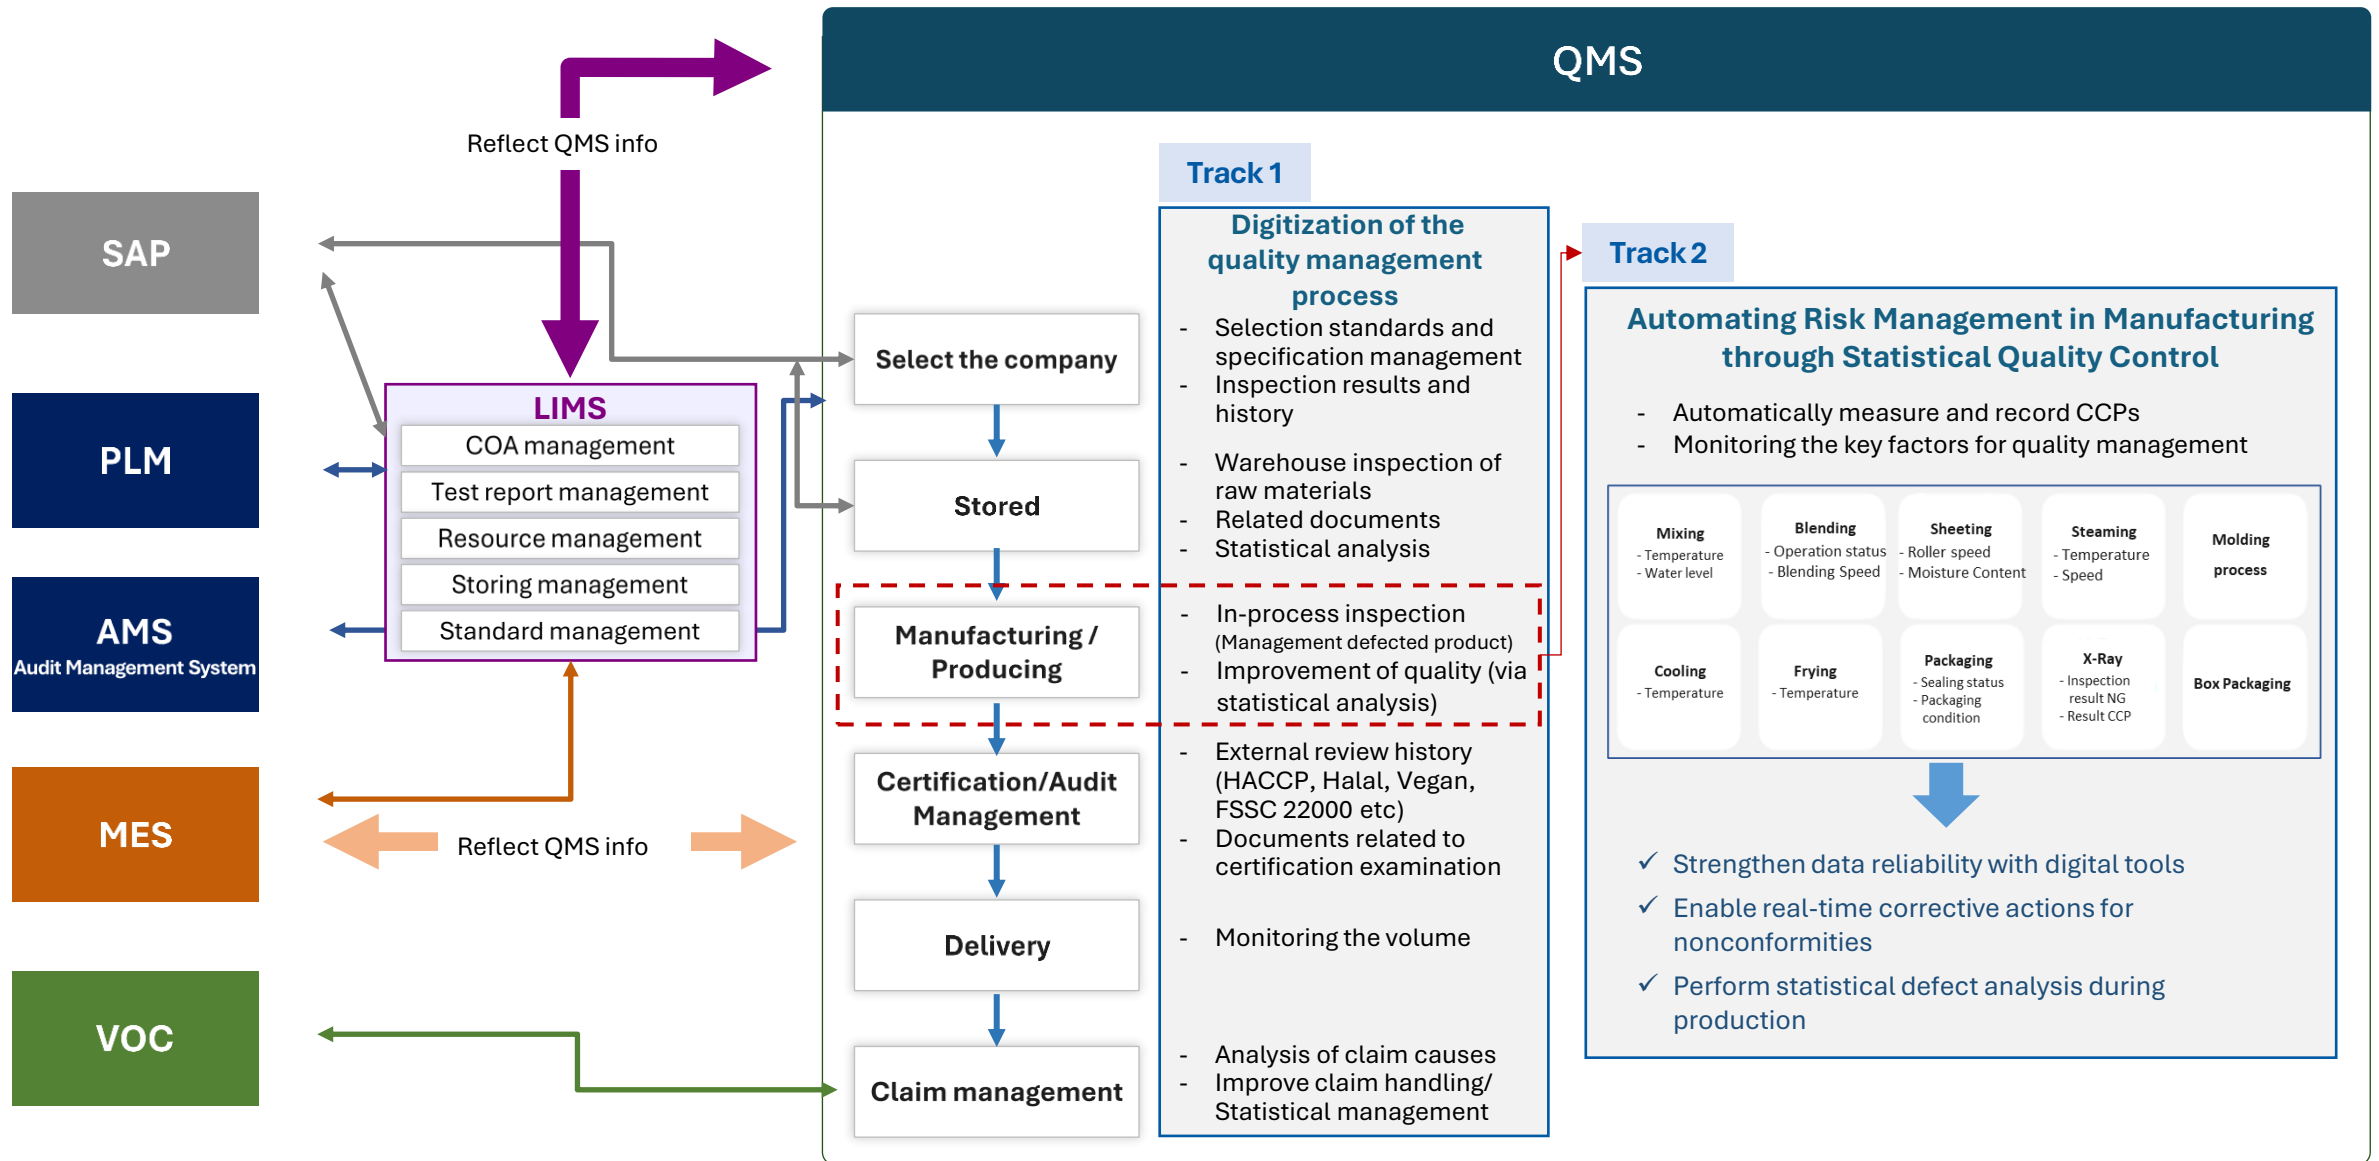 QMS
Reflect QMS info
SAP
PLM
AMS
Audit Management System
MES
VOC
LIMS
COA management
Test report management
Resource management
Storing management
Standard management
Reflect QMS info
Select the company
Stored
Manufacturing /
Producing
Certification/Audit
Management
Delivery
Claim management
Track 1
Digitization of the
quality management
process
- Selection standards and
specification management
- Inspection results and
history
- Warehouse inspection of
raw materials
- Related documents
- Statistical analysis
- In-process inspection
(Management defected product)
- Improvement of quality (via
statistical analysis)
- External review history
(HACCP, Halal, Vegan,
FSSC 22000 etc)
- Documents related to
certification examination
- Monitoring the volume
- Analysis of claim causes
- Improve claim handling/
Statistical management
Track 2
Automating Risk Management in Manufacturing
through Statistical Quality Control
- Automatically measure and record CCPs
- Monitoring the key factors for quality management
Mixing
- Temperature
- Water level
Blending
- Operation status
- Blending Speed
Sheeting
- Roller speed
- Moisture Content
Steaming
- Temperature
- Speed
Molding
process
Cooling
- Temperature
Frying
- Temperature
Packaging
- Sealing status
- Packaging
condition
X-Ray
- Inspection
result NG
- Result CCP
Box Packaging
✓ Strengthen data reliability with digital tools
✓ Enable real-time corrective actions for
nonconformities
✓ Perform statistical defect analysis during
production